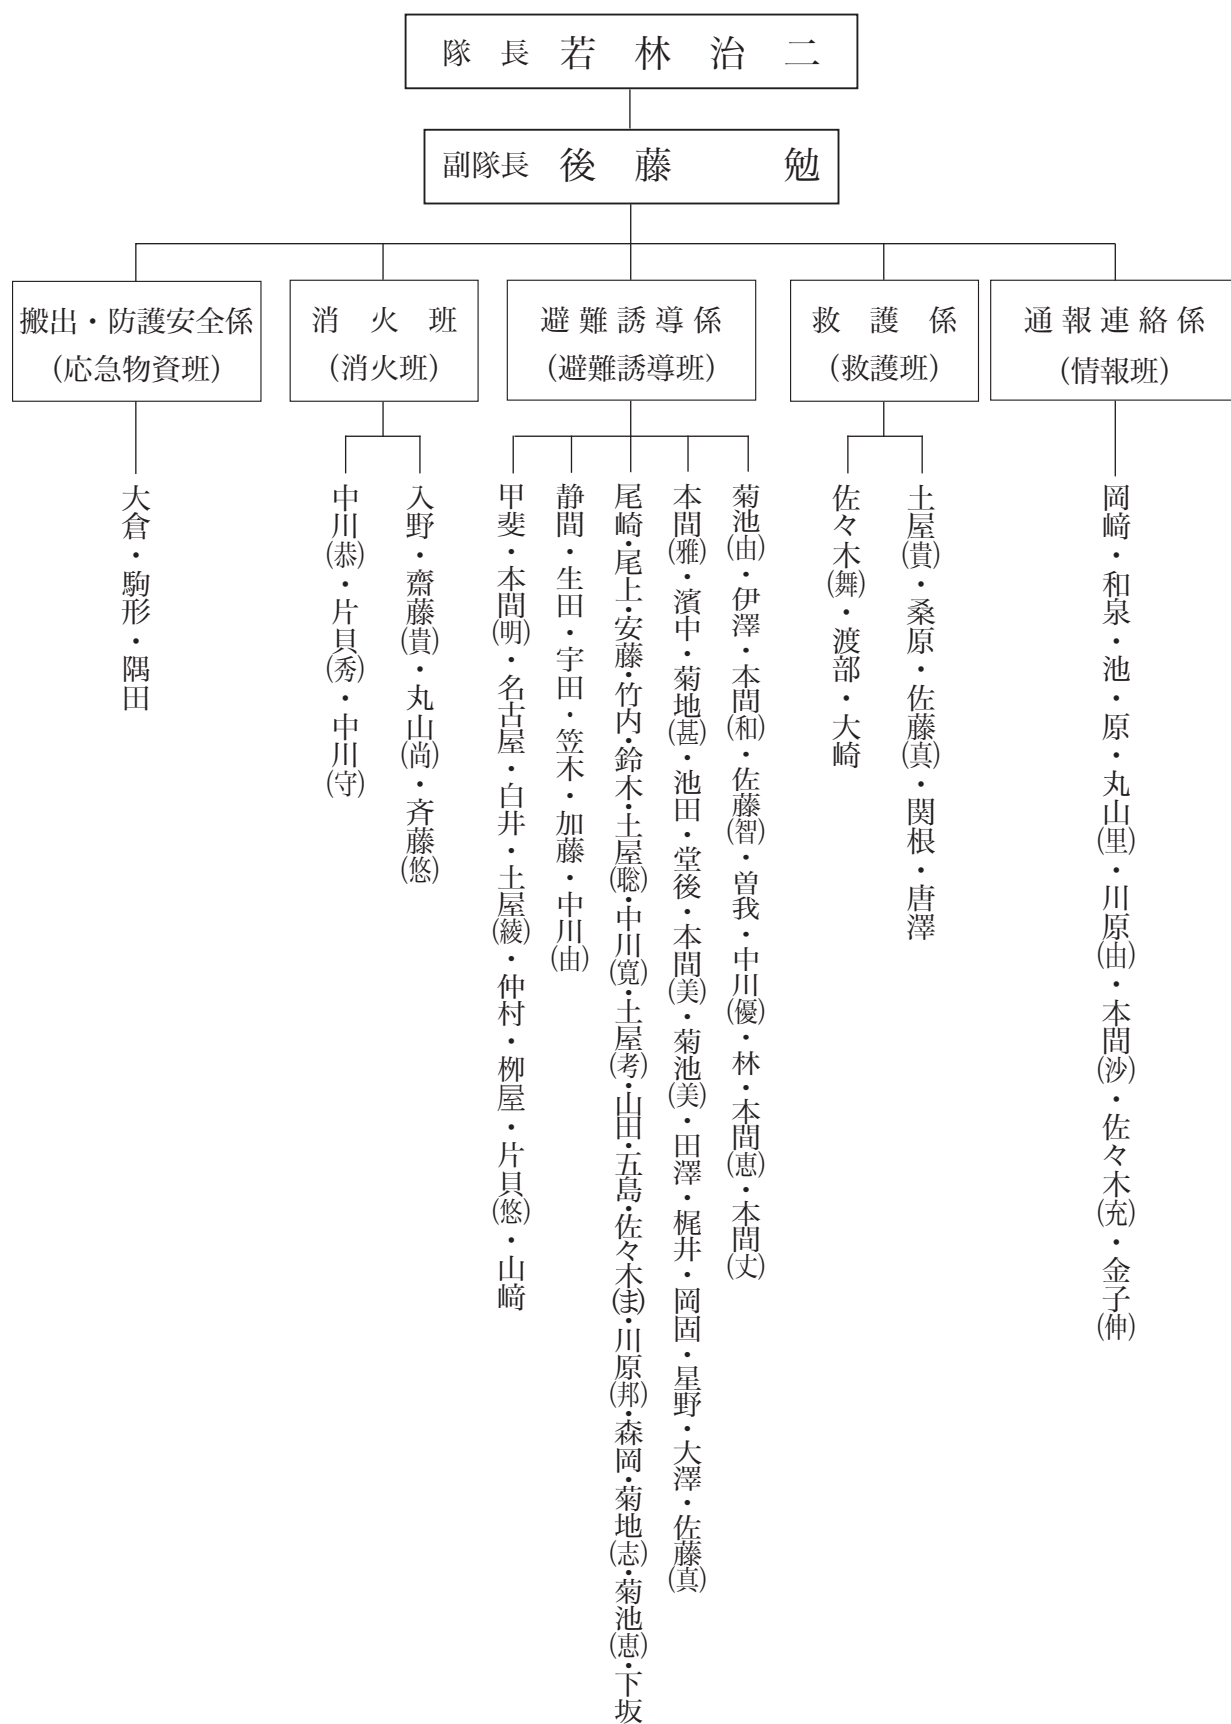 隊長 若林治二
副隊長 後藤 勉
搬出・防護安全係
(応急物資班)
消火班
(消火班)
避難誘導係
(避難誘導班)
救護係
(救護班)
通報連絡係
(情報班)
岡﨑・和泉・池・原・丸山(里)・川原(由)・本間(沙)・佐々木(充)・金子(伸)
土屋(貴)・桑原・佐藤(真)・関根・唐澤
佐々木(舞)・渡部・大崎
菊池(由)・伊澤・本間(和)・佐藤(智)・曽我・中川(優)・林・本間(恵)・本間(丈)
本間(雅)・濱中・菊地(甚)・池田・堂後・本間(美)・菊池(美)・田澤・梶井・岡固・星野・大澤・佐藤(真)
尾崎・尾上・安藤・竹内・鈴木・土屋(聡)・中川(寛)・土屋(考)・山田・五島・佐々木(ま)・川原(邦)・森岡・菊地(志)・菊池(恵)・下坂
静間・生田・宇田・笠木・加藤・中川(由)
甲斐・本間(明)・名古屋・白井・土屋(綾)・仲村・栁屋・片貝(悠)・山﨑
入野・齋藤(貴)・丸山(尚)・斉藤(悠)
中川(恭)・片貝(秀)・中川(守)
大倉・駒形・隅田